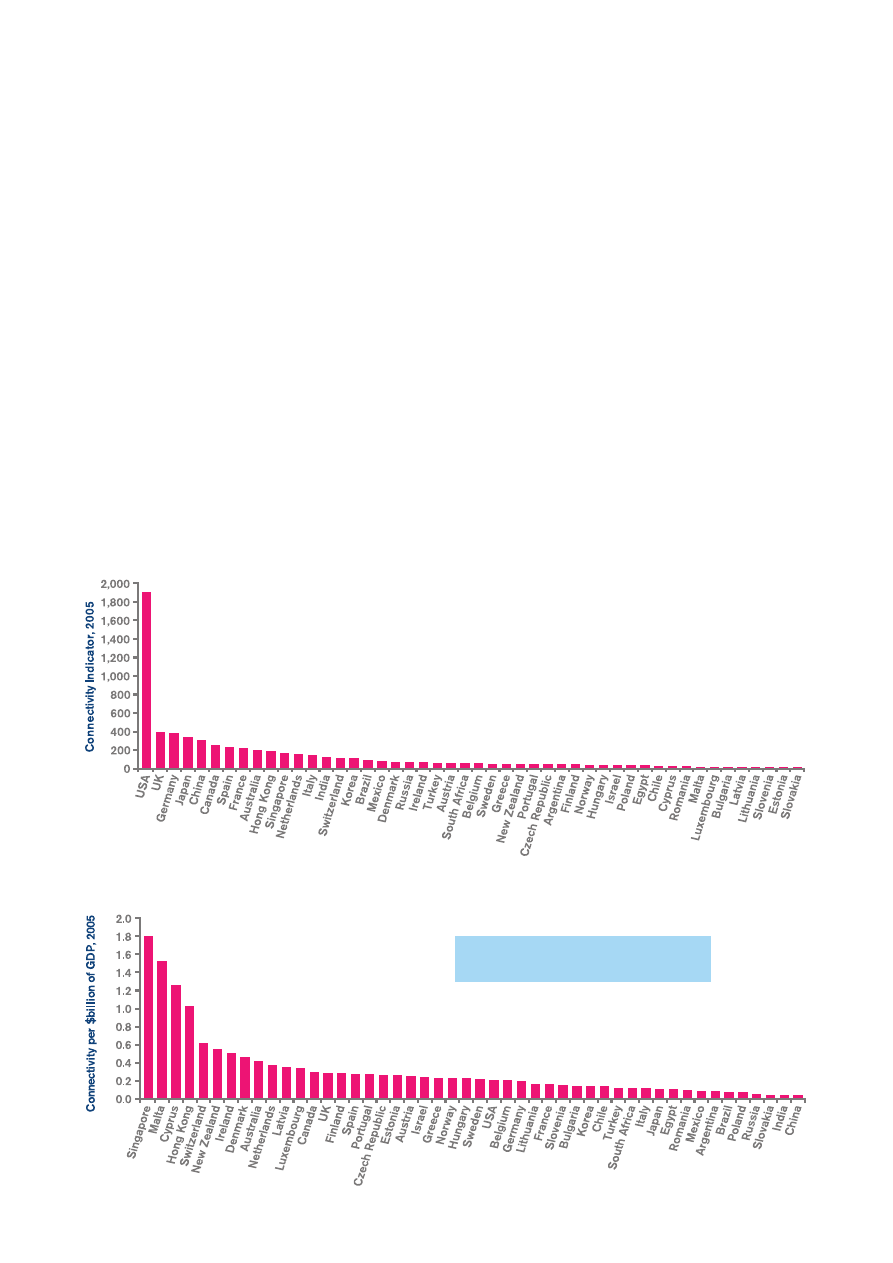 Connectivity Indicator, 2005
2,000
1,800
1,600
1,400
1,200
1,000
800
600
400
200
0
USA
UK
Germany
Japan
China
Canada
Spain
France
Australia
Hong Kong
Singapore
Netherlands
Italy
India
Switzerland
Korea
Brazil
Mexico
Denmark
Russia
Ireland
Turkey
Austria
South Africa
Belgium
Sweden
Greece
New Zealand
Portugal
Czech Republic
Argentina
Finland
Norway
Hungary
Israel
Poland
Egypt
Chile
Cyprus
Romania
Malta
Luxembourg
Bulgaria
Latvia
Lithuania
Slovenia
Estonia
Slovakia
Connectivity per $billion of GDP, 2005
2.0
1.8
1.6
1.4
1.2
1.0
0.8
0.6
0.4
0.2
0.0
Singapore
Malta
Cyprus
Hong Kong
Switzerland
New Zealand
Ireland
Denmark
Australia
Netherlands
Latvia
Luxembourg
Canada
UK
Finland
Spain
Portugal
Czech Republic
Estonia
Austria
Israel
Greece
Norway
Hungary
Sweden
USA
Belgium
Germany
Lithuania
France
Slovenia
Bulgaria
Korea
Chile
Turkey
South Africa
Italy
Japan
Egypt
Romania
Mexico
Argentina
Brazil
Poland
Russia
Slovakia
India
China